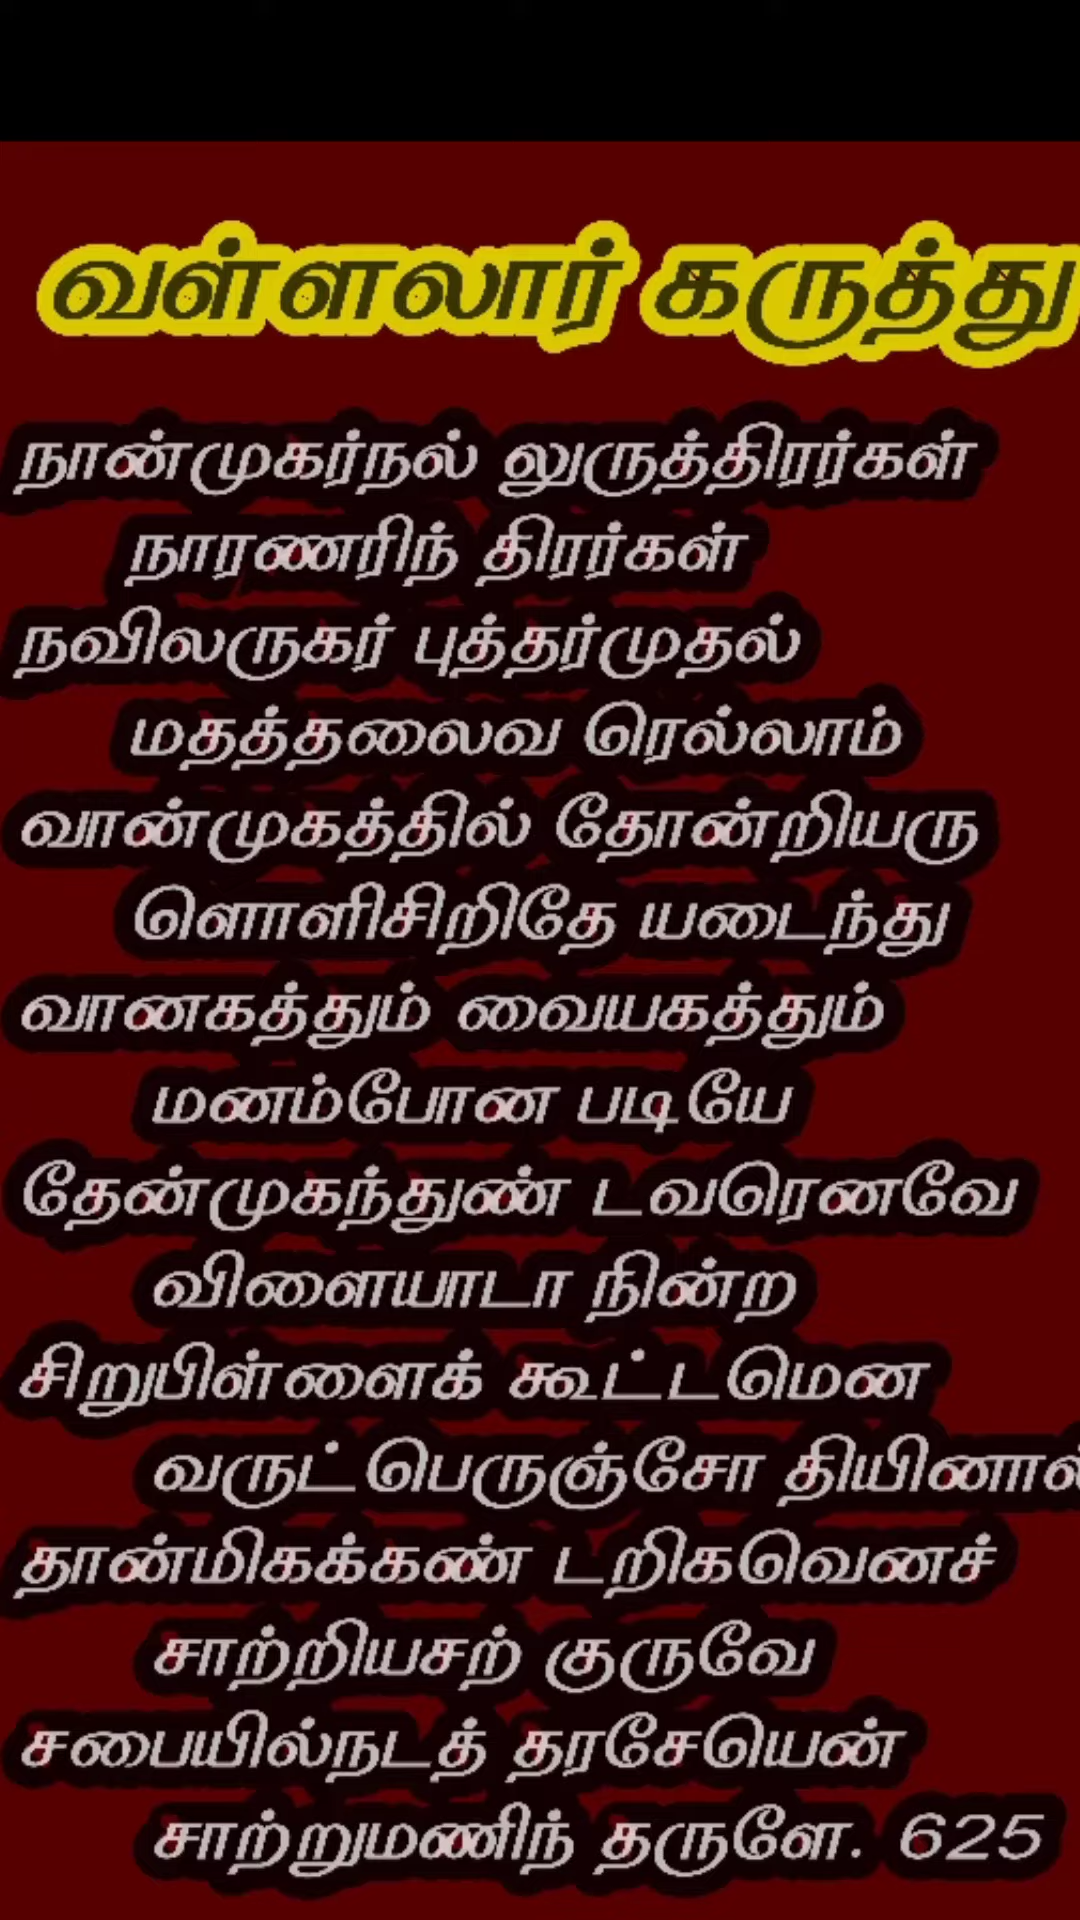 வள்ளலார் கருத்து
நான்முகர்நல் லுருத்திரர்கள்
நாரணரிந் திரர்கள்
நவிலருகர் புத்தர்முதல்
மதத்தலைவ ரெல்லாம்
வான்முகத்தில் தோன்றியரு
ளொளிசிறிதே யடைந்து
வானகத்தும் வையகத்தும்
மனம்போன படியே
தேன்முகந்துண் டவரெனவே
விளையாடா நின்ற
சிறுபிள்ளைக் கூட்டமென
வருட்பெருஞ்சோ தியினால்
தான்மிகக்கண் டறிகவெனச்
சாற்றியசற் குருவே
சபையில்நடத் தரசேயென்
சாற்றுமணிந் தருளே. 625